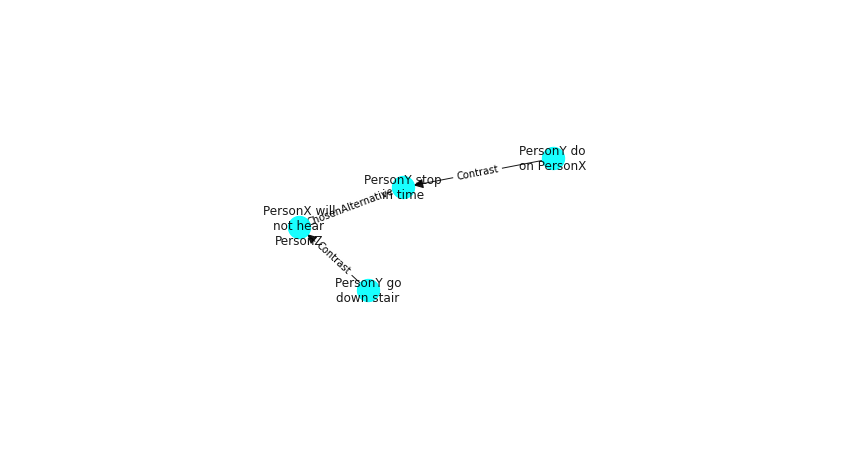 PersonY do
on PersonX
Contrast
PersonY stop
in time
ChosenAlternative
PersonX will
not hear
PersonZ
Contrast
PersonY go
down stair